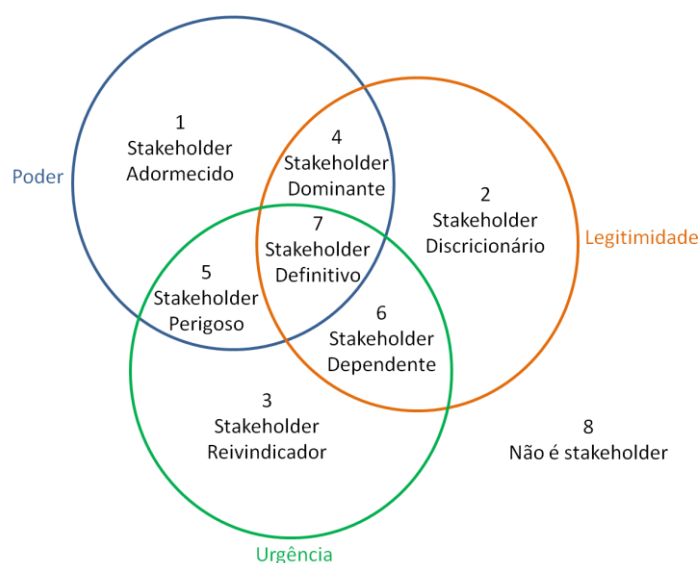 1
Stakeholder
Adormecido
4
Stakeholder
Dominante
Poder
2
Stakeholder
Discricionário
Legitimidade
7
Stakeholder
Definitivo
5
Stakeholder
Perigoso
6
Stakeholder
Dependente
3
Stakeholder
Reivindicador
8
Não é stakeholder
Urgência